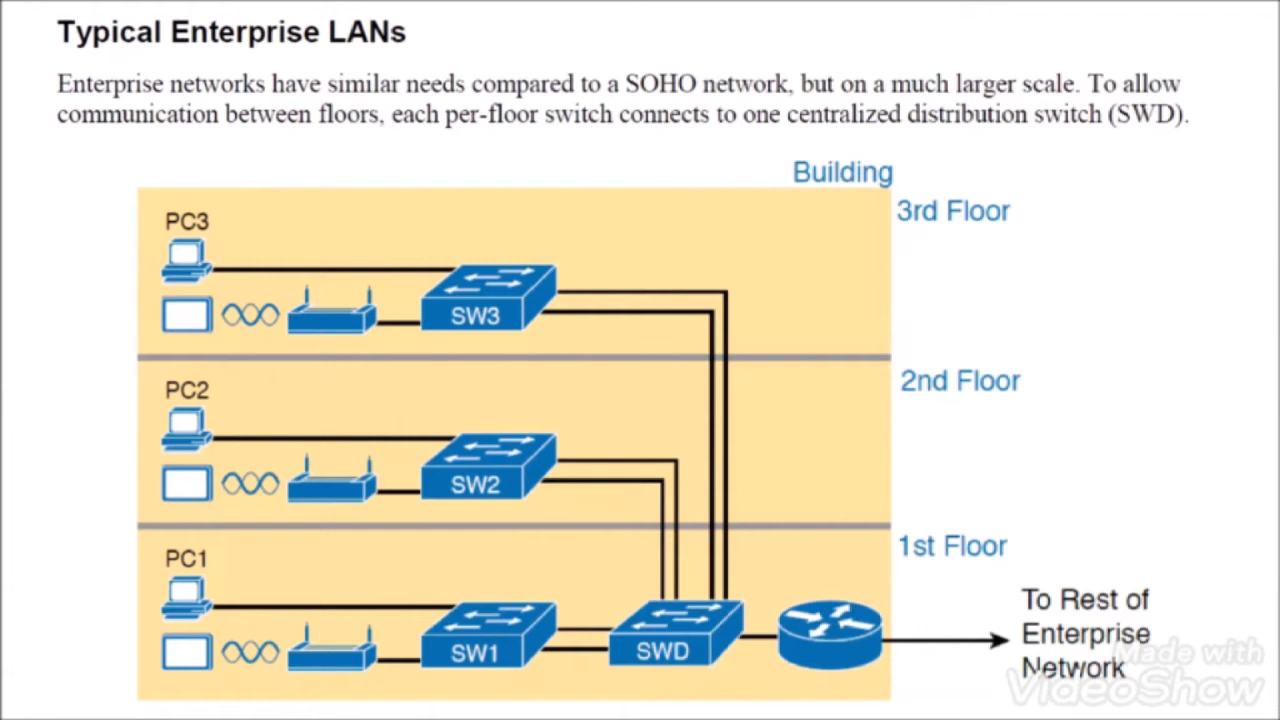 Typical Enterprise LANs
Enterprise networks have similar needs compared to a SOHO network, but on a much larger scale. To allow
communication between floors, each per-floor switch connects to one centralized distribution switch (SWD).
Building
3rd Floor
PC3
SW3
2nd Floor
PC2
SW2
1st Floor
PC1
SW1
SWD
To Rest of
Enterprise
Network
Made with
VideoShow